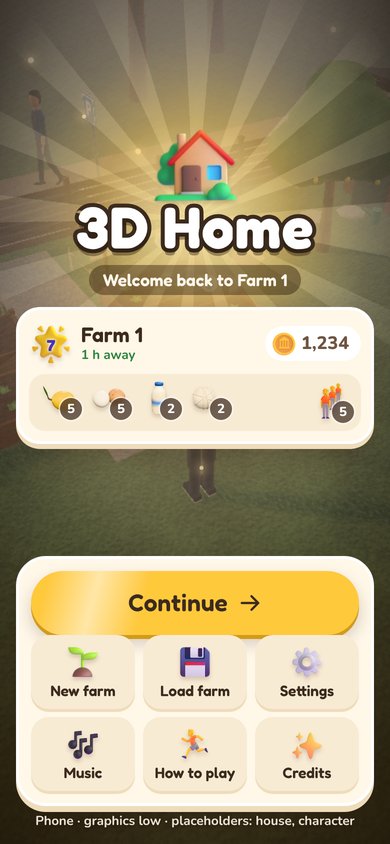 3D Home
Welcome back to Farm 1
7
Farm 1
1 h away
1,234
5
5
2
2
5
Continue →
New farm
Load farm
Settings
Music
How to play
Credits
Phone · graphics low · placeholders: house, character